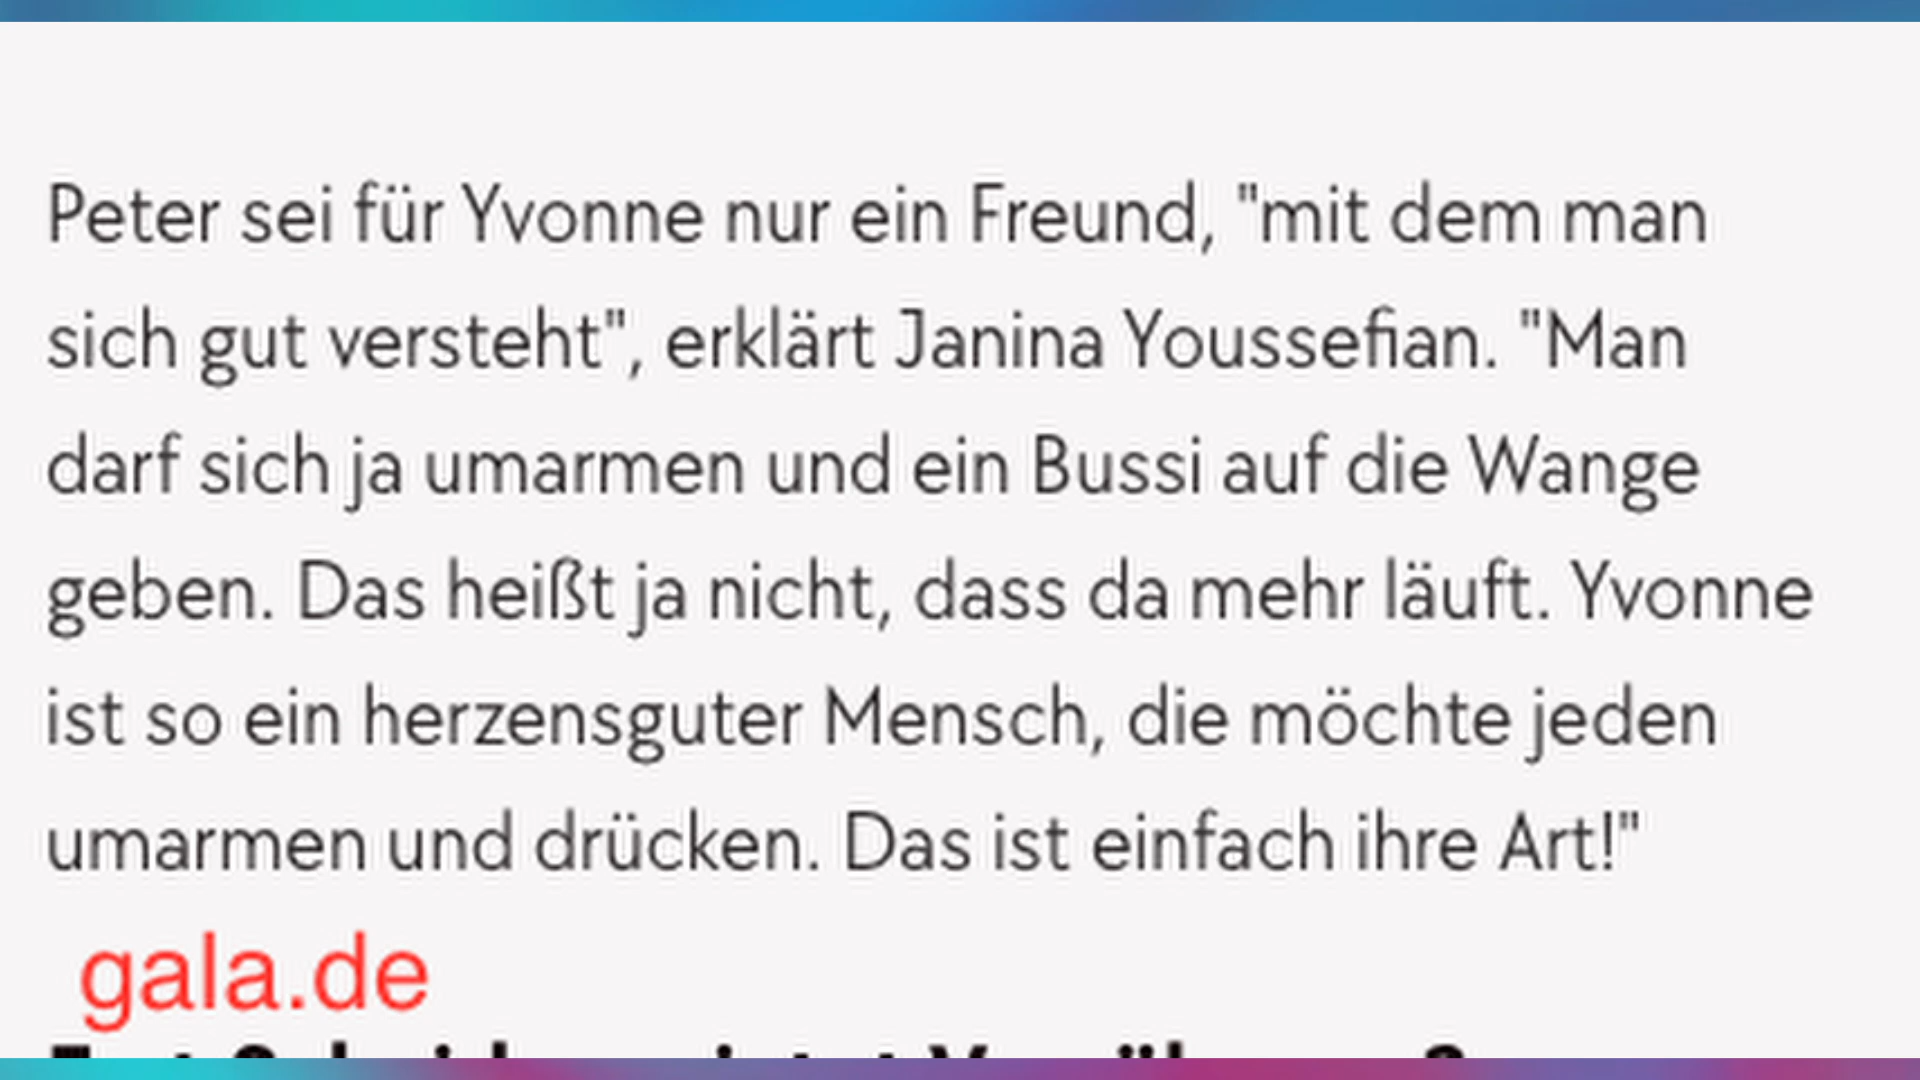 Peter sei für Yvonne nur ein Freund, "mit dem man
sich gut versteht", erklärt Janina Youssefian. "Man
darf sich ja umarmen und ein Bussi auf die Wange
geben. Das heißt ja nicht, dass da mehr läuft. Yvonne
ist so ein herzensguter Mensch, die möchte jeden
umarmen und drücken. Das ist einfach ihre Art!"
gala.de